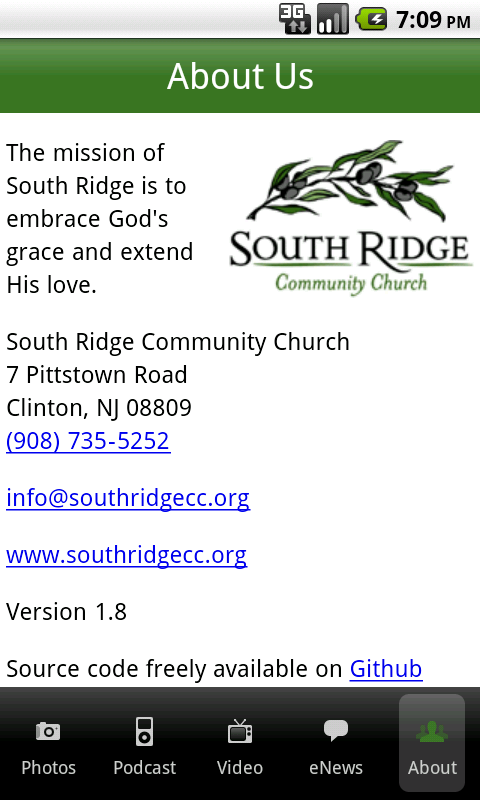 3G
7:09 PM
About Us
The mission of
South Ridge is to
embrace God's
grace and extend
His love.
SOUTH RIDGE
Community Church
South Ridge Community Church
7 Pittstown Road
Clinton, NJ 08809
(908) 735-5252
info@southridgecc.org
www.southridgecc.org
Version 1.8
Source code freely available on Github
Photos
Podcast
Video
eNews
About